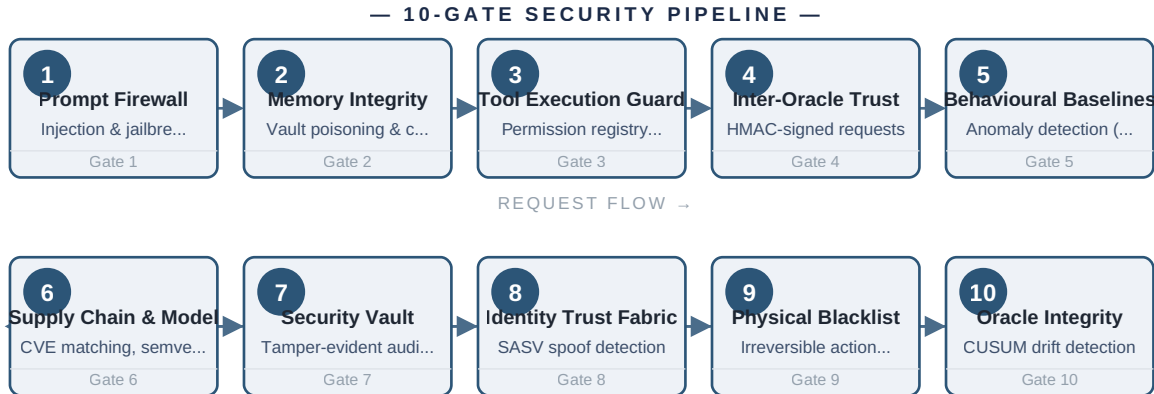 — 10-GATE SECURITY PIPELINE —
1
Prompt Firewall
Injection & jailbre...
Gate 1
2
Memory Integrity
Vault poisoning & c...
Gate 2
3
Tool Execution Guard
Permission registry...
Gate 3
4
Inter-Oracle Trust
HMAC-signed requests
Gate 4
5
Behavioural Baselines
Anomaly detection (...
Gate 5
REQUEST FLOW →
6
Supply Chain & Model
CVE matching, semve...
Gate 6
7
Security Vault
Tamper-evident audi...
Gate 7
8
Identity Trust Fabric
SASV spoof detection
Gate 8
9
Physical Blacklist
Irreversible action...
Gate 9
10
Oracle Integrity
CUSUM drift detection
Gate 10